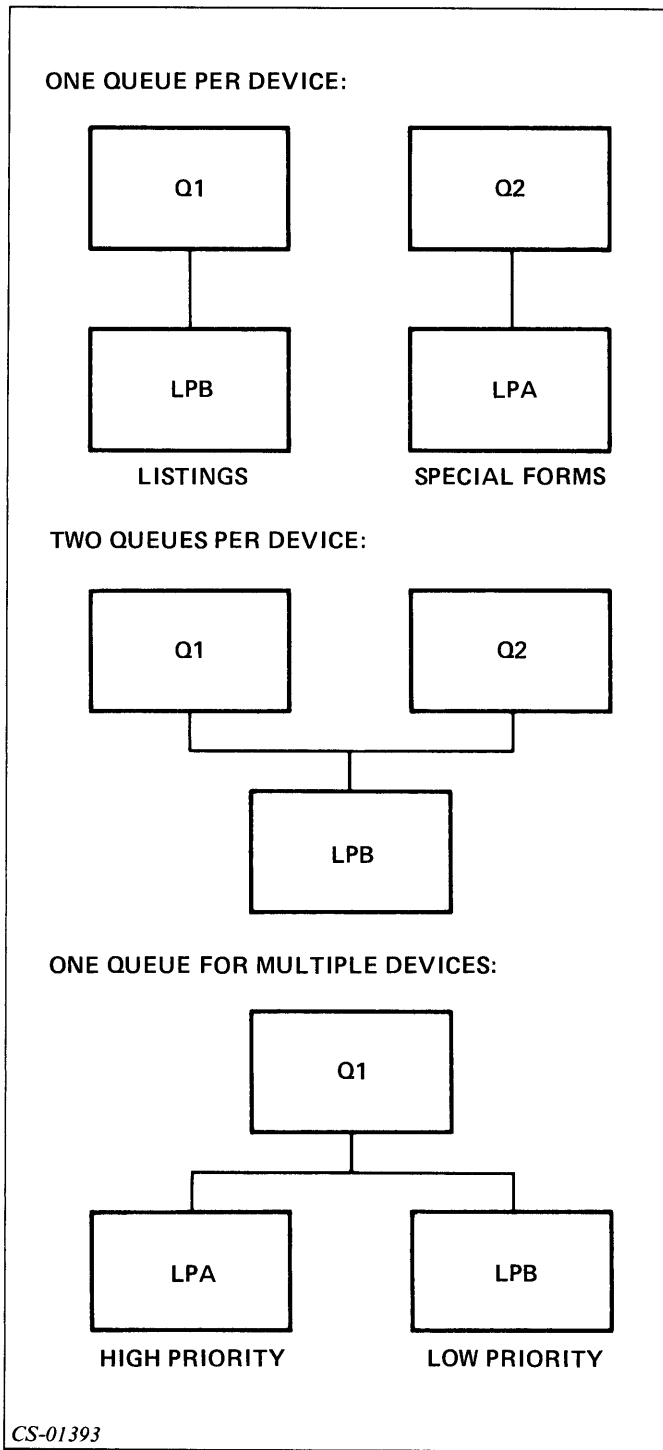 ONE QUEUE PER DEVICE:
Q1
Q2
LPB
LPA
LISTINGS
SPECIAL FORMS
TWO QUEUES PER DEVICE:
Q1
Q2
LPB
ONE QUEUE FOR MULTIPLE DEVICES:
Q1
LPA
LPB
HIGH PRIORITY
LOW PRIORITY
CS-01393